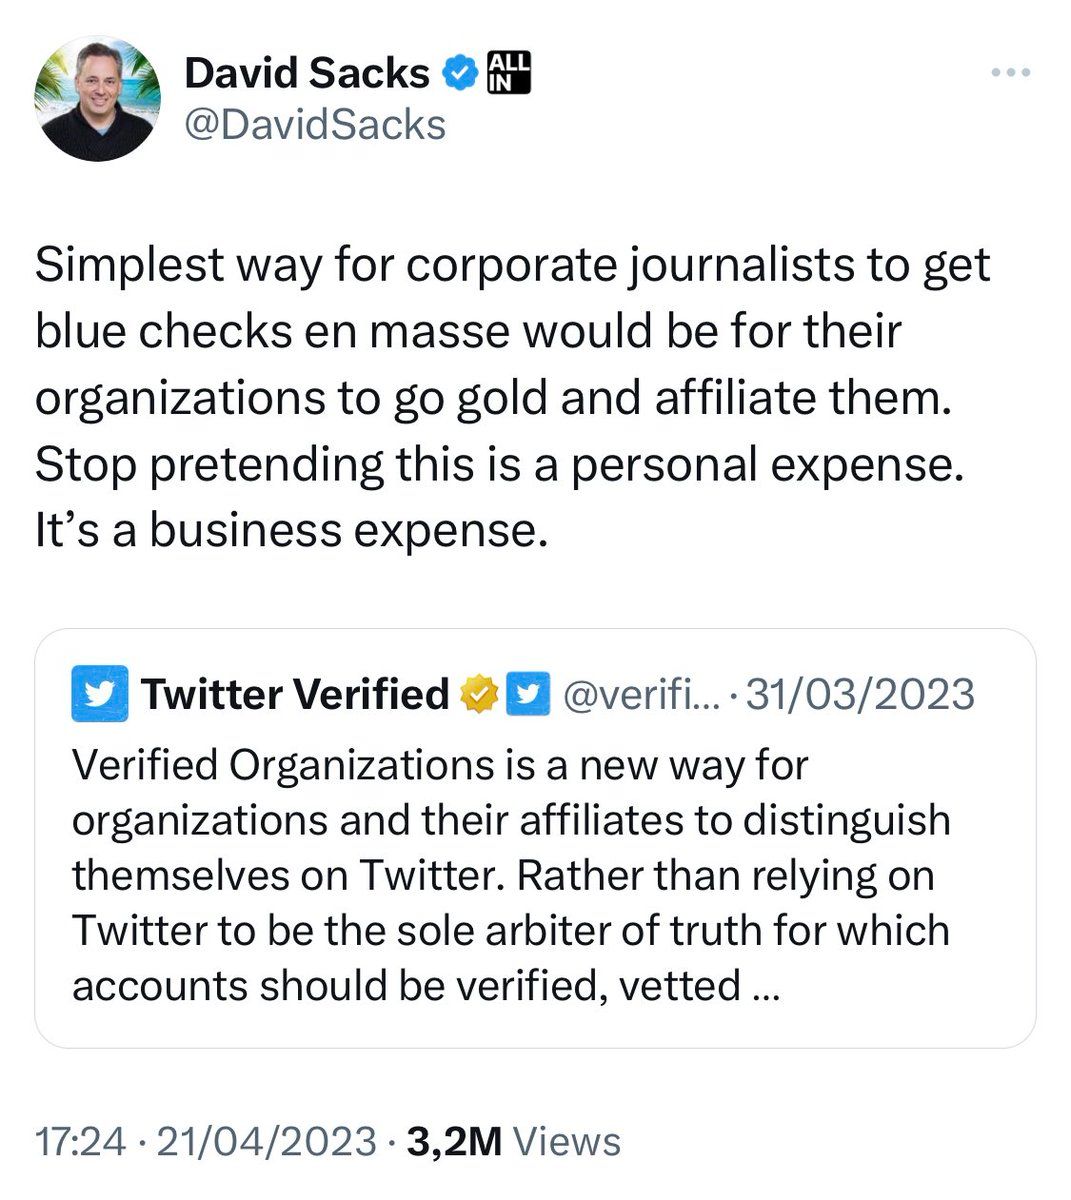 David Sacks ALL IN
@DavidSacks
Simplest way for corporate journalists to get
blue checks en masse would be for their
organizations to go gold and affiliate them.
Stop pretending this is a personal expense.
It’s a business expense.
Twitter Verified @verifi... · 31/03/2023
Verified Organizations is a new way for
organizations and their affiliates to distinguish
themselves on Twitter. Rather than relying on
Twitter to be the sole arbiter of truth for which
accounts should be verified, vetted ...
17:24 · 21/04/2023 · 3,2M Views